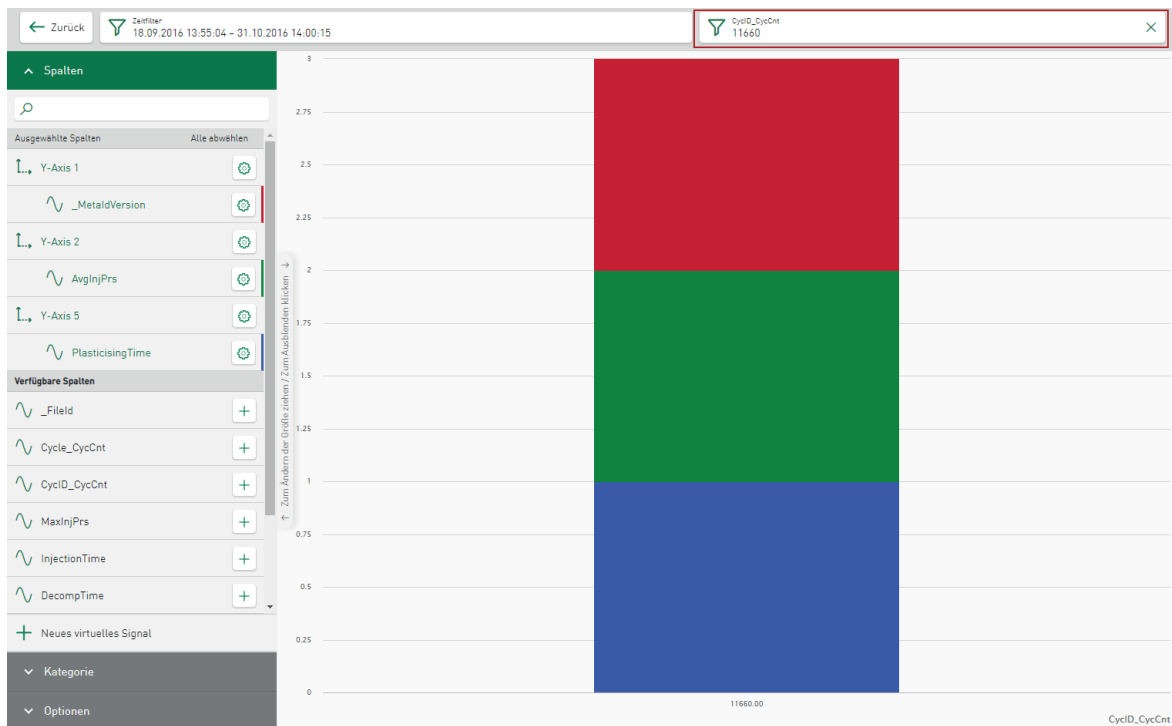 Zurück
Zeitfilter
18.09.2016 13:55:04 – 31.10.2016 14:00:15
CycID_CycCnt
11660
Spalten
Ausgewählte Spalten Alle abwählen
Y-Axis 1
_MetaIdVersion
Y-Axis 2
AvgInjPrs
Y-Axis 5
PlasticisingTime
Verfügbare Spalten
_FileId
Cycle_CycCnt
CycID_CycCnt
MaxInjPrs
InjectionTime
DecompTime
Neues virtuelles Signal
Kategorie
Optionen
Zum Ändern der Größe ziehen / Zum Ausblenden klicken
3
2.75
2.5
2.25
2
1.75
1.5
1.25
1
0.75
0.5
0.25
0
11660.00
CycID_CycCnt